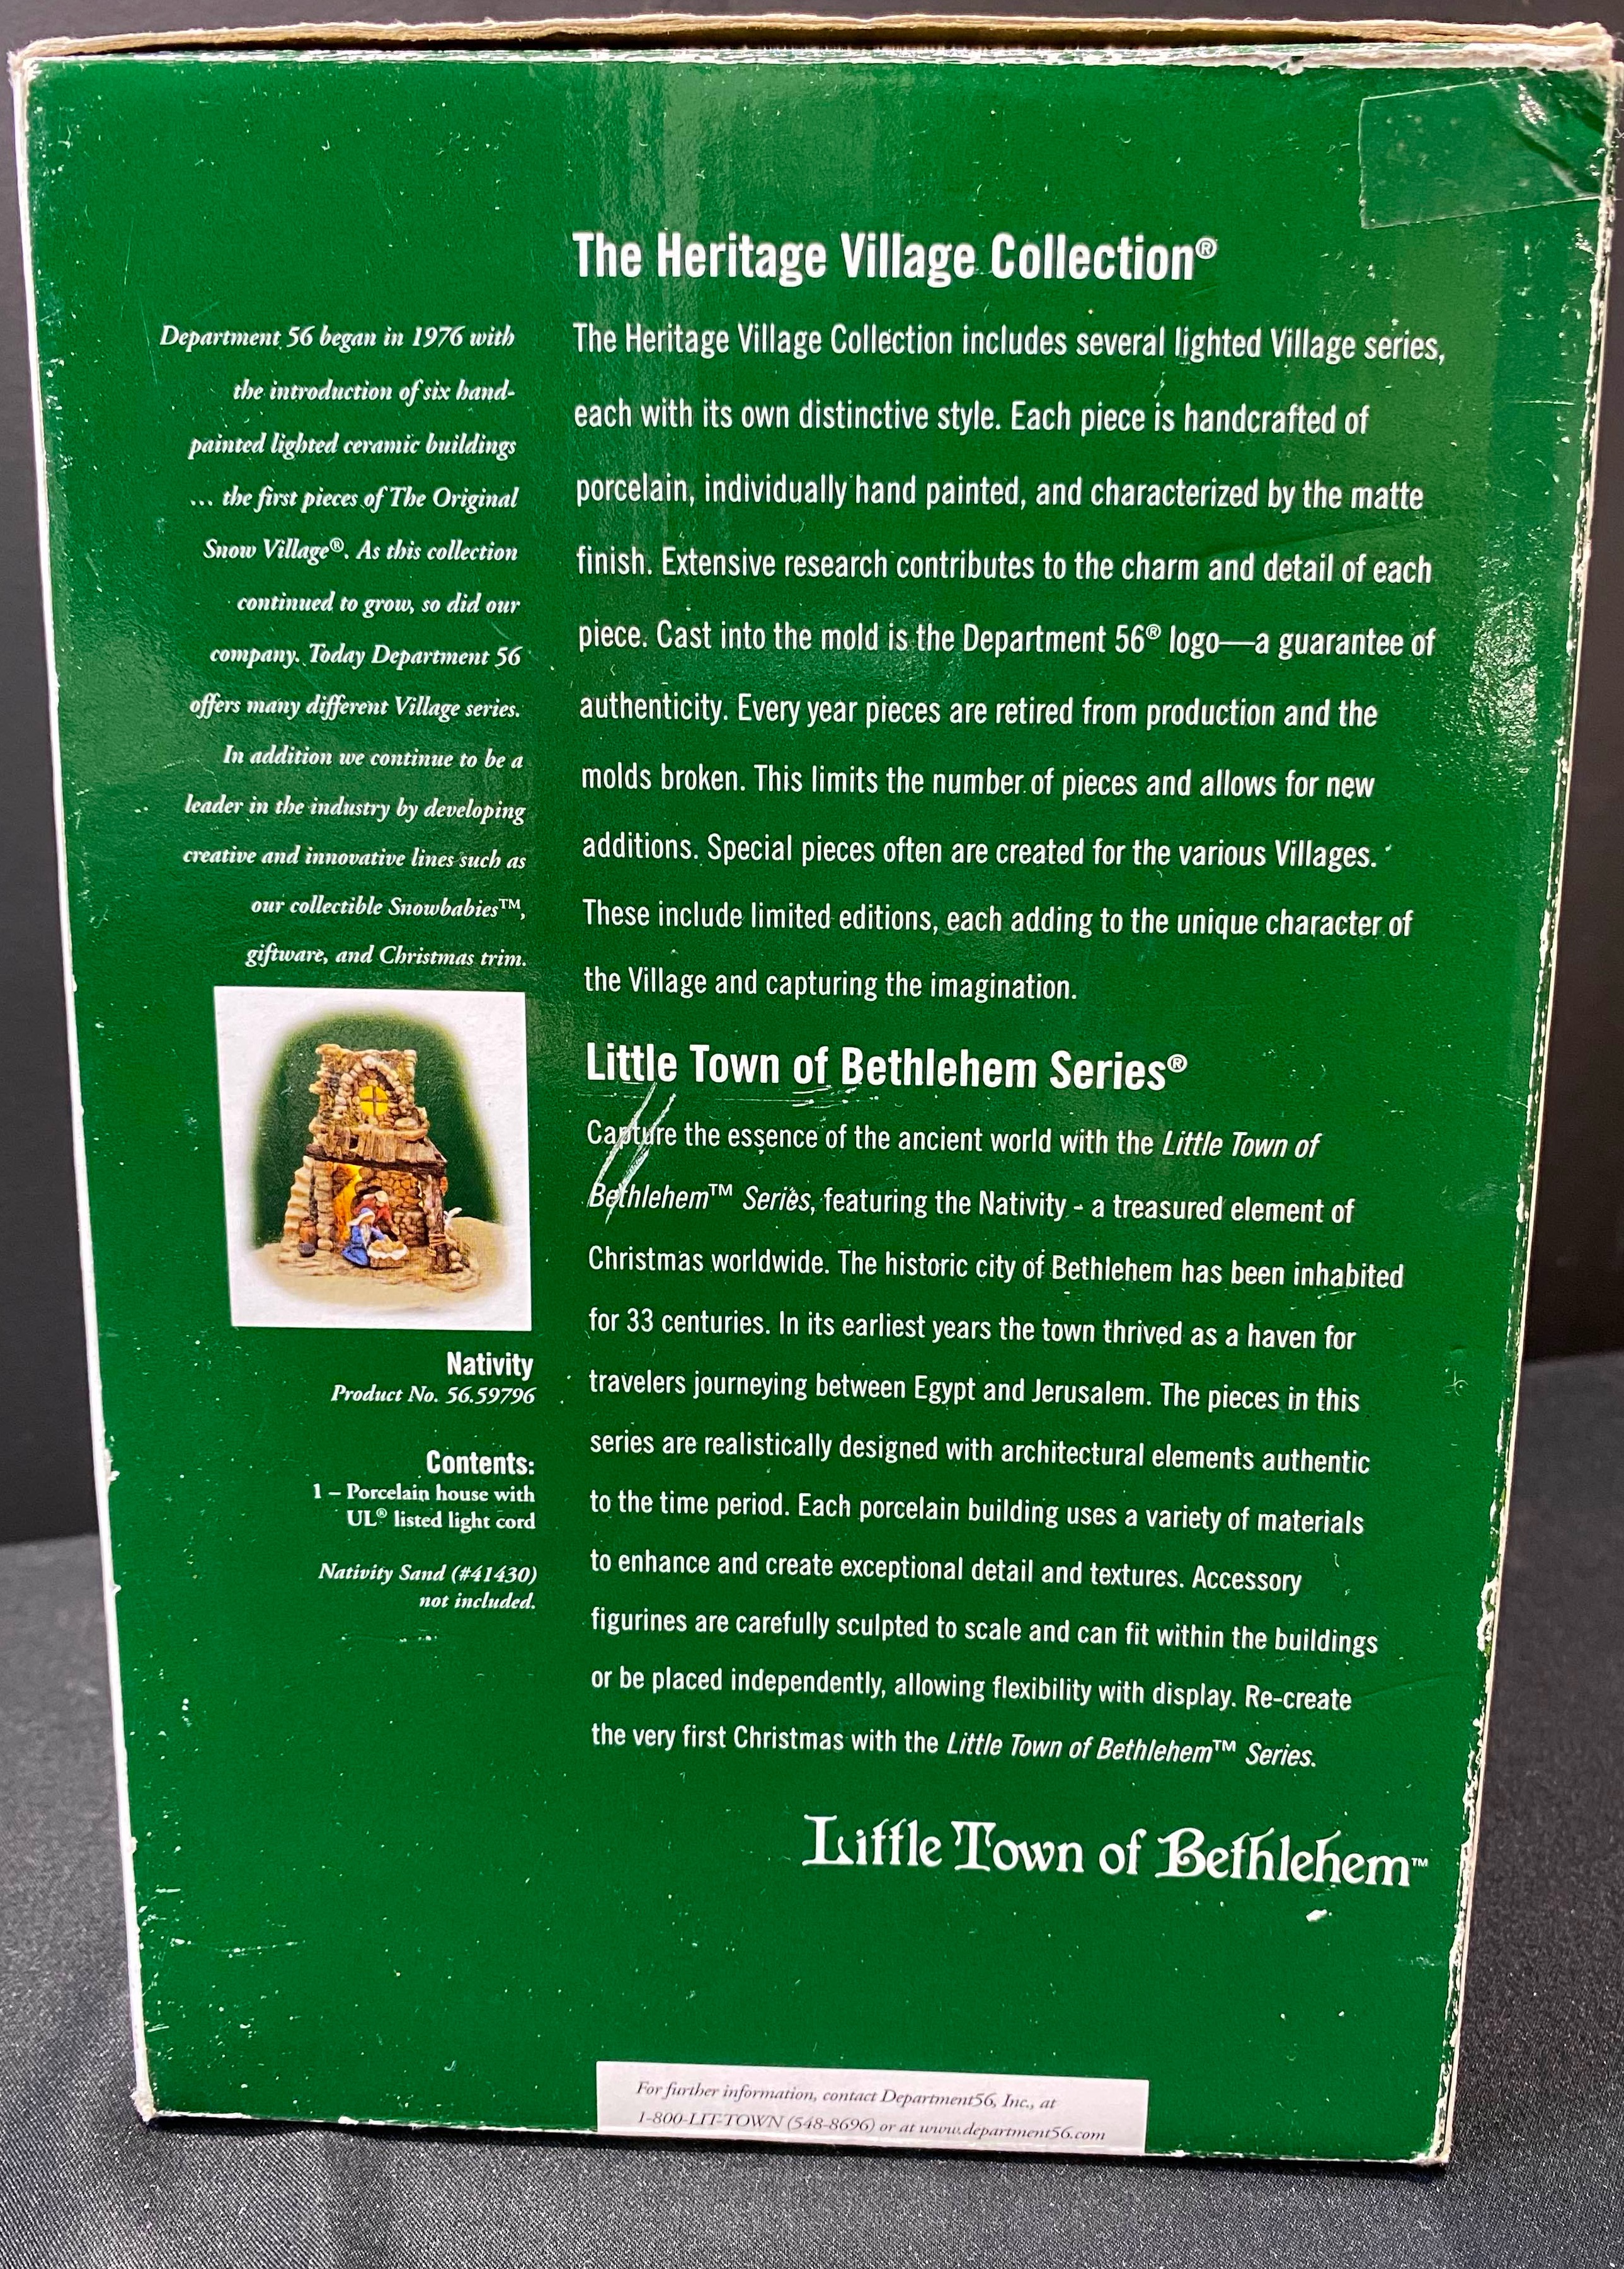 The Heritage Village Collection®
Department 56 began in 1976 with
the introduction of six hand-
painted lighted ceramic buildings
... the first pieces of The Original
Snow Village®. As this collection
continued to grow, so did our
company. Today Department 56
offers many different Village series.
In addition we continue to be a
leader in the industry by developing
creative and innovative lines such as
our collectible Snowbabies™,
giftware, and Christmas trim.
Nativity
Product No. 56.59796
Contents:
1 – Porcelain house with
UL® listed light cord
Nativity Sand (#41430)
not included.
The Heritage Village Collection includes several lighted Village series,
each with its own distinctive style. Each piece is handcrafted of
porcelain, individually hand painted, and characterized by the matte
finish. Extensive research contributes to the charm and detail of each
piece. Cast into the mold is the Department 56® logo—a guarantee of
authenticity. Every year pieces are retired from production and the
molds broken. This limits the number of pieces and allows for new
additions. Special pieces often are created for the various Villages.
These include limited editions, each adding to the unique character of
the Village and capturing the imagination.
Little Town of Bethlehem Series®
Capture the essence of the ancient world with the Little Town of
Bethlehem™ Series, featuring the Nativity - a treasured element of
Christmas worldwide. The historic city of Bethlehem has been inhabited
for 33 centuries. In its earliest years the town thrived as a haven for
travelers journeying between Egypt and Jerusalem. The pieces in this
series are realistically designed with architectural elements authentic
to the time period. Each porcelain building uses a variety of materials
to enhance and create exceptional detail and textures. Accessory
figurines are carefully sculpted to scale and can fit within the buildings
or be placed independently, allowing flexibility with display. Re-create
the very first Christmas with the Little Town of Bethlehem™ Series.
Little Town of Bethlehem™
For further information, contact Department56, Inc., at
1-800-LIT-TOWN (548-8696) or at www.department56.com